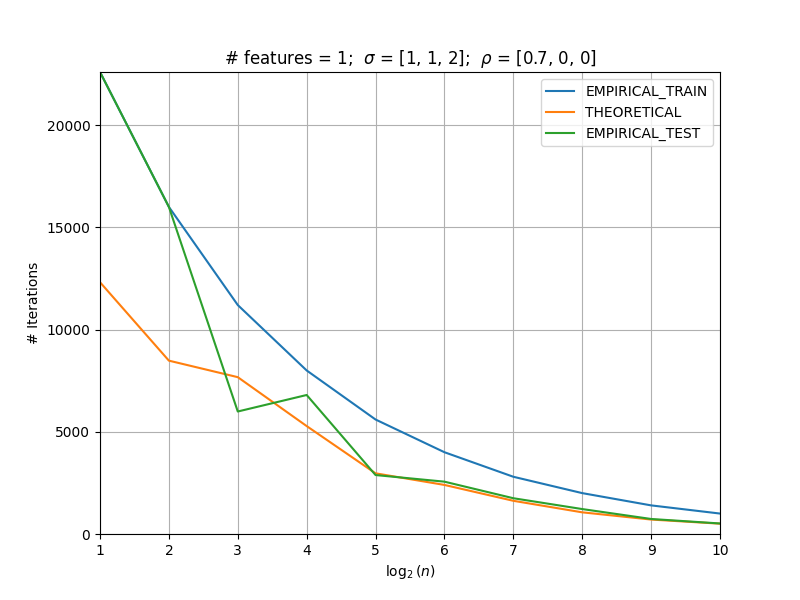 # features = 1;  σ = [1, 1, 2];  ρ = [0.7, 0, 0]
EMPIRICAL_TRAIN
THEORETICAL
EMPIRICAL_TEST
20000
15000
10000
5000
0
# Iterations
1 2 3 4 5 6 7 8 9 10
log₂(n)